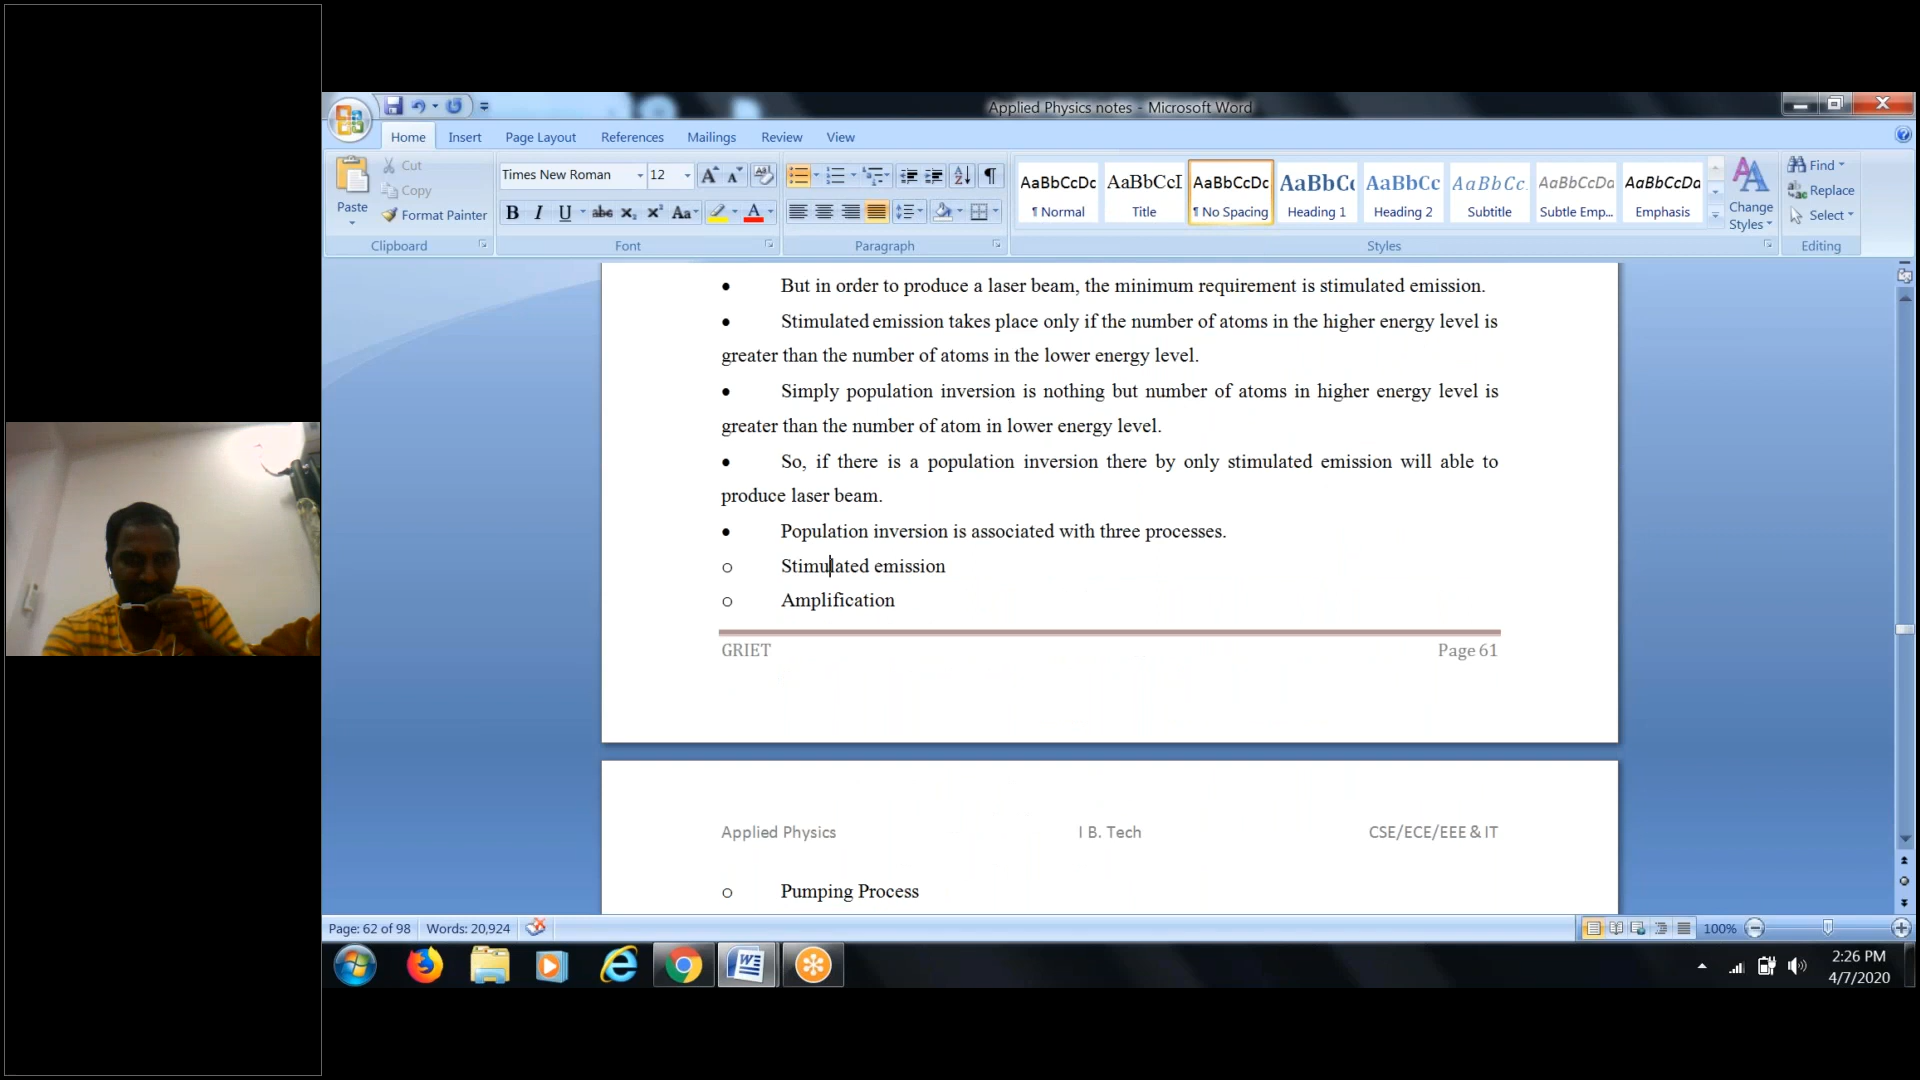 Applied Physics notes - Microsoft Word
Home Insert Page Layout References Mailings Review View
Paste
Cut
Copy
Format Painter
Clipboard
Times New Roman 12
B I U abc X₂ X² Aa
Font
Paragraph
AaBbCcDc AaBbCcI AaBbCcDc AaBbC AaBbCc AaBbCc. AaBbCcDa AaBbCcDa
¶ Normal Title ¶ No Spacing Heading 1 Heading 2 Subtitle Subtle Emp... Emphasis
Styles
Change
Styles
Find
Replace
Select
Editing
• But in order to produce a laser beam, the minimum requirement is stimulated emission.
• Stimulated emission takes place only if the number of atoms in the higher energy level is
greater than the number of atoms in the lower energy level.
• Simply population inversion is nothing but number of atoms in higher energy level is
greater than the number of atom in lower energy level.
• So, if there is a population inversion there by only stimulated emission will able to
produce laser beam.
• Population inversion is associated with three processes.
o Stimulated emission
o Amplification
GRIET Page 61
Applied Physics I B. Tech CSE/ECE/EEE & IT
o Pumping Process
Page: 62 of 98 Words: 20,924 100%
2:26 PM
4/7/2020